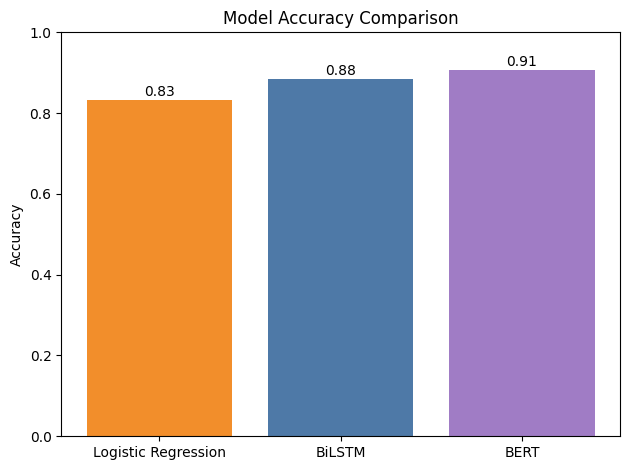 Model Accuracy Comparison
1.0
0.8
0.6
0.4
0.2
0.0
Accuracy
0.83
0.88
0.91
Logistic Regression
BiLSTM
BERT